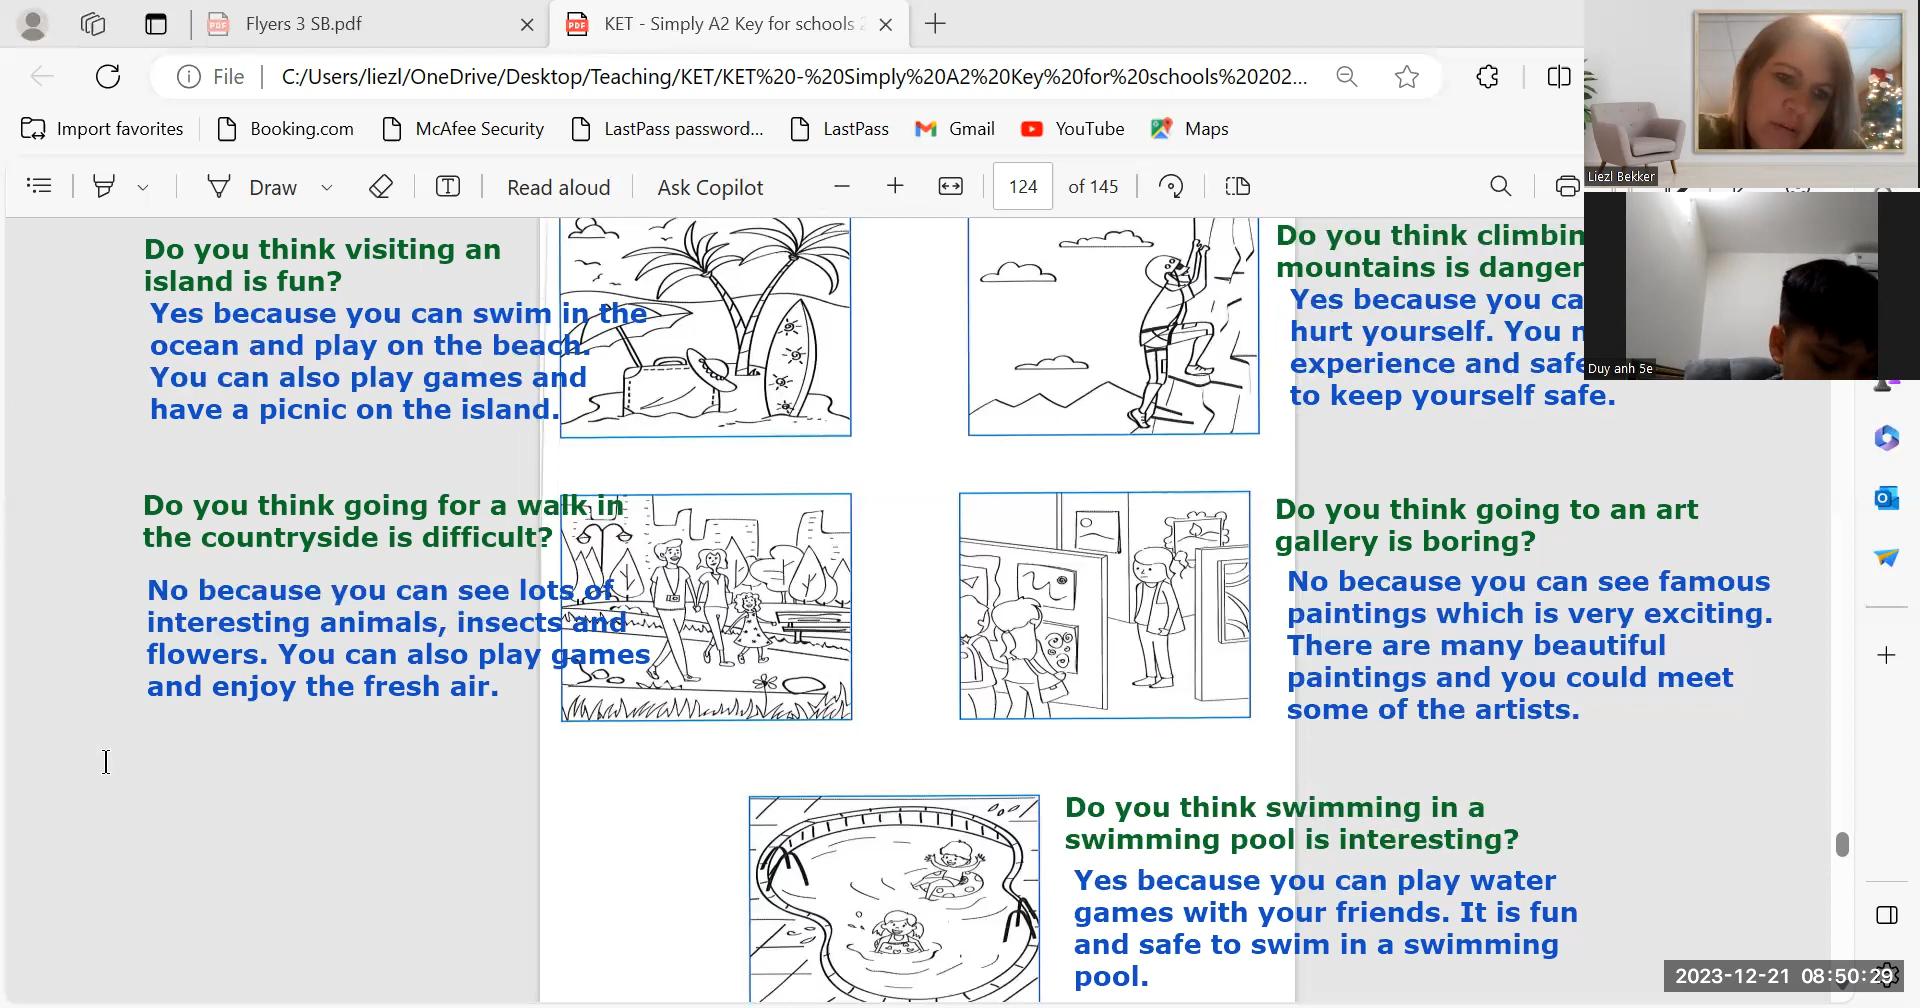 Flyers 3 SB.pdf
KET - Simply A2 Key for schools
File
C:/Users/liezl/OneDrive/Desktop/Teaching/KET/KET%20-%20Simply%20A2%20Key%20for%20schools%20202...
Import favorites
Booking.com
McAfee Security
LastPass password...
LastPass
Gmail
YouTube
Maps
Draw
Read aloud
Ask Copilot
124 of 145
Liezl Bekker
Duy anh 5e
Do you think visiting an
island is fun?
Yes because you can swim in the
ocean and play on the beach.
You can also play games and
have a picnic on the island.
Do you think
mountains is
Yes because you
hurt yourself. You
experience and
to keep yourself safe.
Do you think going for a walk in
the countryside is difficult?
No because you can see lots of
interesting animals, insects and
flowers. You can also play games
and enjoy the fresh air.
Do you think going to an art
gallery is boring?
No because you can see famous
paintings which is very exciting.
There are many beautiful
paintings and you could meet
some of the artists.
Do you think swimming in a
swimming pool is interesting?
Yes because you can play water
games with your friends. It is fun
and safe to swim in a swimming
pool.
2023-12-21 08:50:29